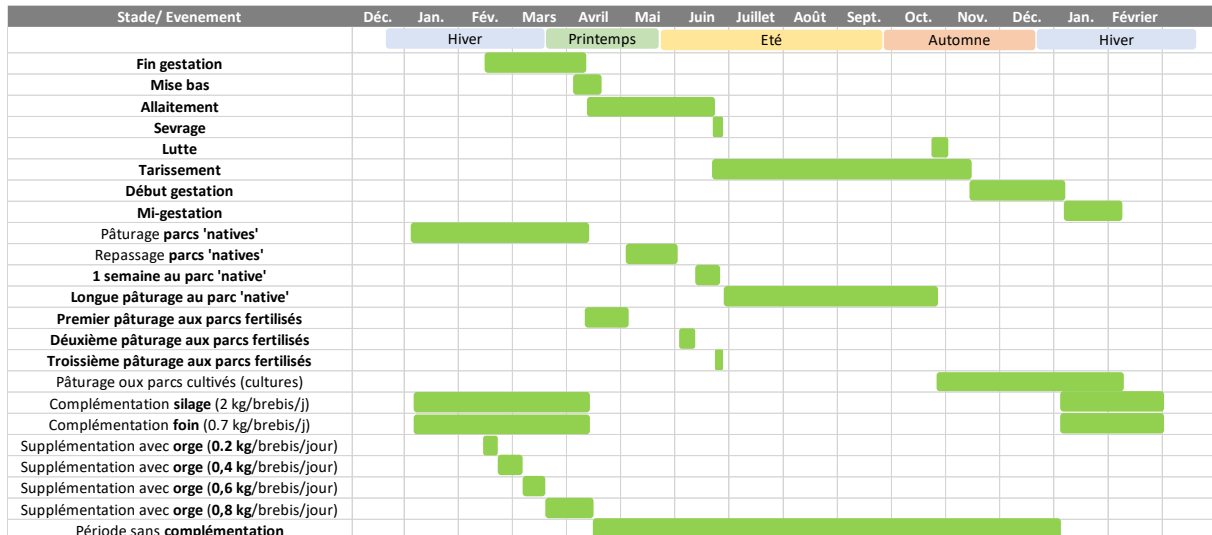 Stade/ Evenement Déc. Jan. Fév. Mars Avril Mai Juin Juillet Août Sept. Oct. Nov. Déc. Jan. Février
Hiver Printemps Eté Automne Hiver
Fin gestation
Mise bas
Allaitement
Sevrage
Lutte
Tarissement
Début gestation
Mi-gestation
Pâturage parcs 'natives'
Repassage parcs 'natives'
1 semaine au parc 'native'
Longue pâturage au parc 'native'
Premier pâturage aux parcs fertilisés
Déuxième pâturage aux parcs fertilisés
Troissième pâturage aux parcs fertilisés
Pâturage oux parcs cultivés (cultures)
Complémentation silage (2 kg/brebis/j)
Complémentation foin (0.7 kg/brebis/j)
Supplémentation avec orge (0.2 kg/brebis/jour)
Supplémentation avec orge (0,4 kg/brebis/jour)
Supplémentation avec orge (0,6 kg/brebis/jour)
Supplémentation avec orge (0,8 kg/brebis/jour)
Période sans complémentation